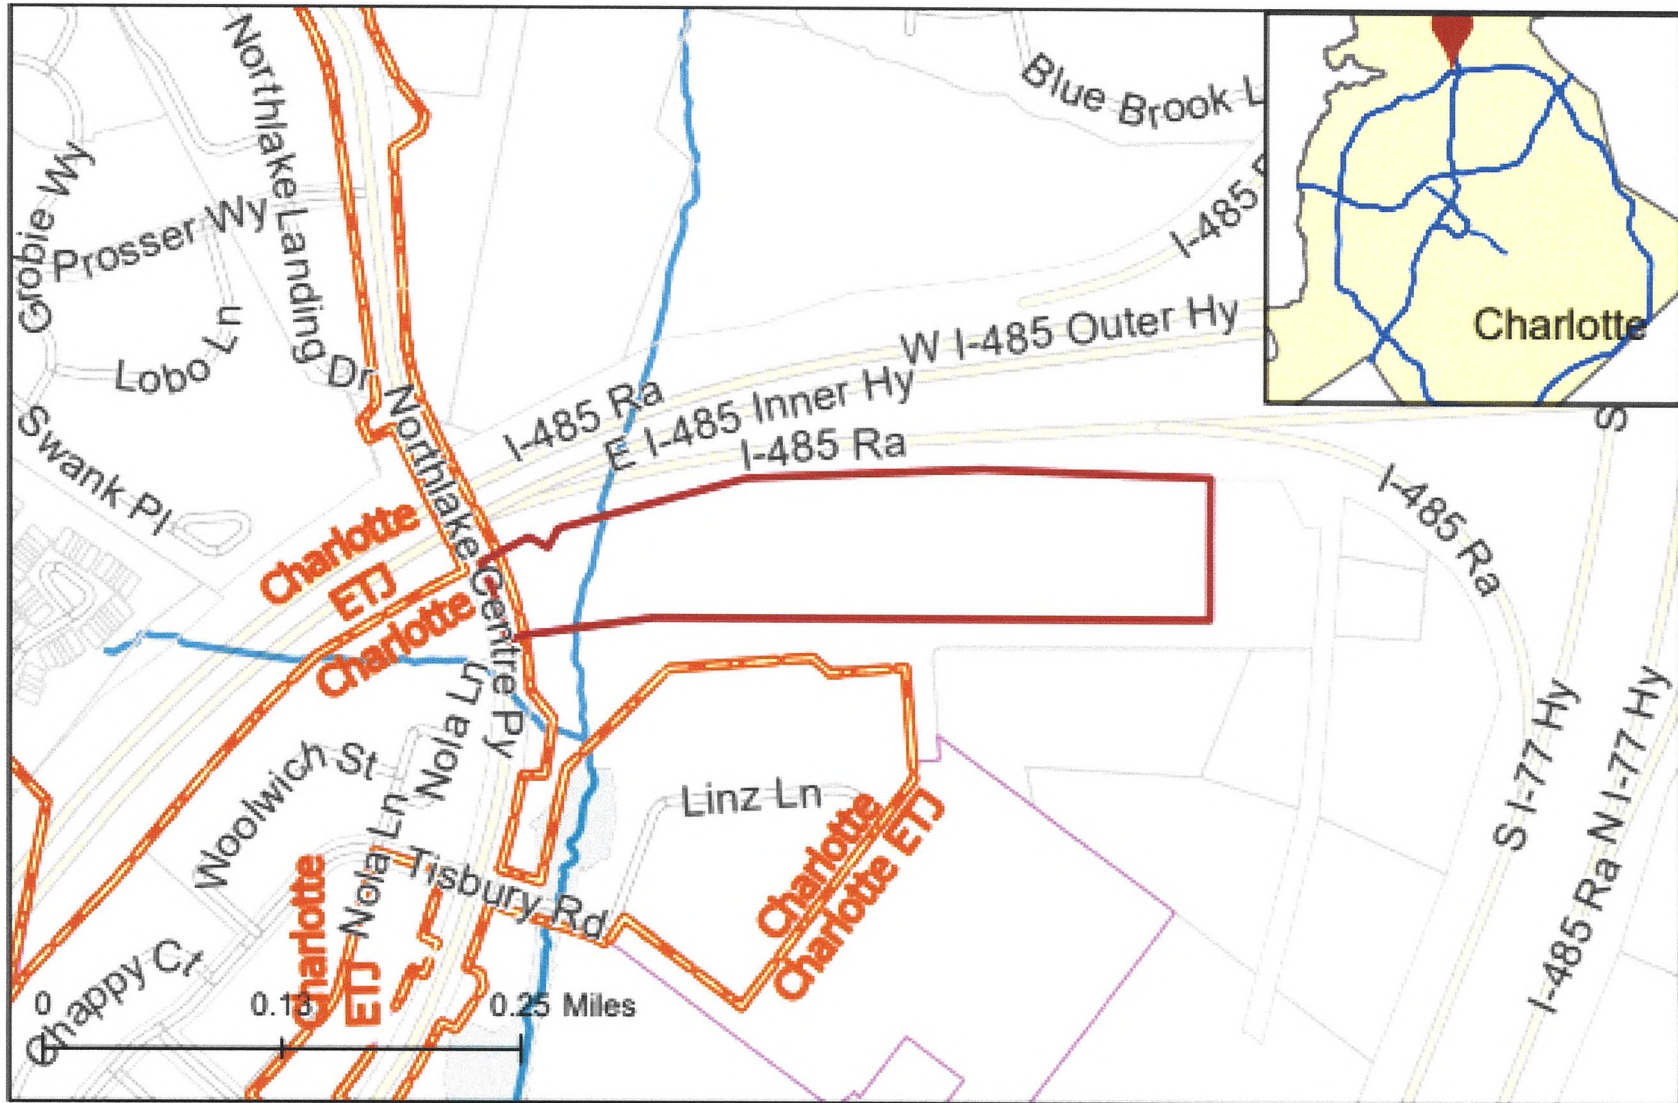 Northlake Landing Dr
Blue Brook L
Grobie Wy
Prosser Wy
I-485
Charlotte
W I-485 Outer Hy
Lobo Ln
I-485 Ra
E I-485 Inner Hy
I-485 Ra
Swank Pl
Northlake Centre Py
S
I-485 Ra
Charlotte
ETJ
Charlotte
Nola Ln
Woolwich St
Linz Ln
S I-77 Hy
I-485 Ra N I-77 Hy
Charlotte
Charlotte ETJ
Nola Ln
Tisbury Rd
Charlotte
ETJ
Chappy Ct
0 0.13 0.25 Miles